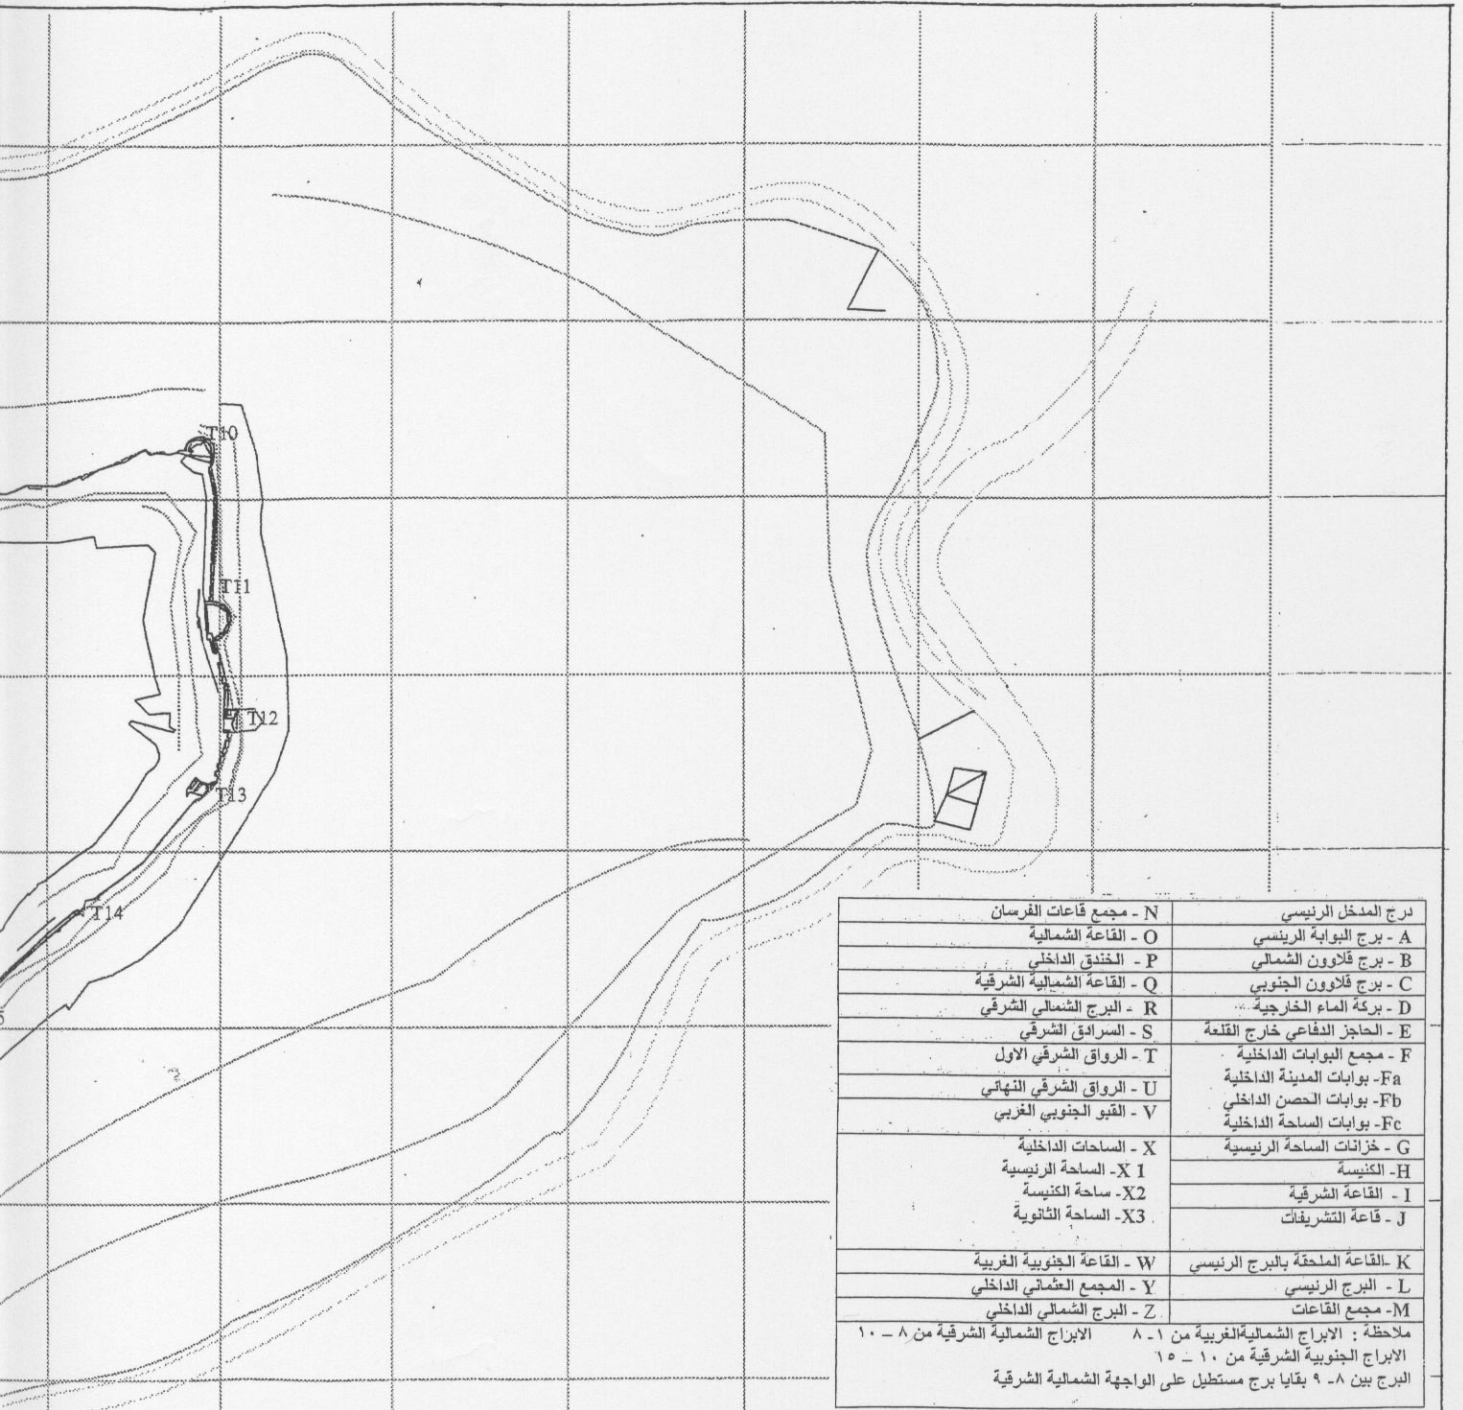 T10
T11
T12
T13
T14
5
درج المدخل الرئيسي
A - برج البوابة الرينسي
B - برج قلاوون الشمالي
C - برج قلاوون الجنوبي
D - بركة الماء الخارجية
E - الحاجز الدفاعي خارج القلعة
F - مجمع البوابات الداخلية
Fa- بوابات المدينة الداخلية
Fb- بوابات الحصن الداخلي
Fc- بوابات الساحة الداخلية
G - خزانات الساحة الرئيسية
H- الكنيسة
I - القاعة الشرقية
J - قاعة التشريفات
K -القاعة الملحقة بالبرج الرئيسي
L - البرج الرئيسي
M- مجمع القاعات
N - مجمع قاعات الفرسان
O - القاعة الشمالية
P - الخندق الداخلي
Q - القاعة الشمالية الشرقية
R - البرج الشمالي الشرقي
S - السرادق الشرقي
T - الرواق الشرقي الاول
U - الرواق الشرقي النهائي
V - القبو الجنوبي الغربي
X - الساحات الداخلية
X 1- الساحة الرئيسية
X2- ساحة الكنيسة
X3- الساحة الثانوية
W - القاعة الجنوبية الغربية
Y - المجمع العثماني الداخلي
Z - البرج الشمالي الداخلي
ملاحظة : الابراج الشماليةالغربية من ١ـ ٨ الابراج الشمالية الشرقية من ٨ ــ ١٠
الابراج الجنوبية الشرقية من ١٠ ــ ١٥
البرج بين ٨ـ ٩ بقايا برج مستطيل على الواجهة الشمالية الشرقية